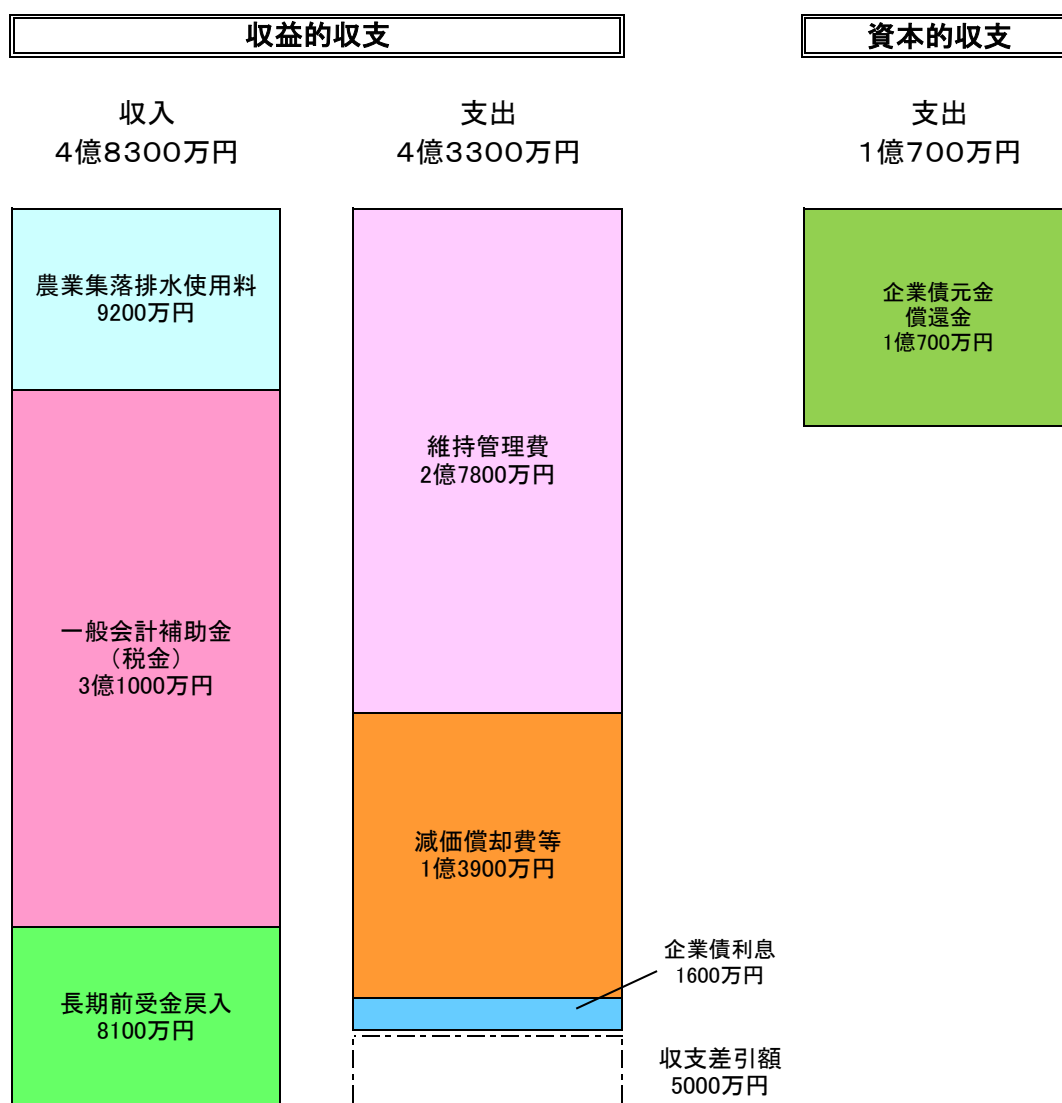 収益的収支
資本的収支
収入
4億8300万円
支出
4億3300万円
支出
1億700万円
農業集落排水使用料
9200万円
一般会計補助金
（税金）
3億1000万円
長期前受金戻入
8100万円
維持管理費
2億7800万円
減価償却費等
1億3900万円
企業債利息
1600万円
収支差引額
5000万円
企業債元金
償還金
1億700万円